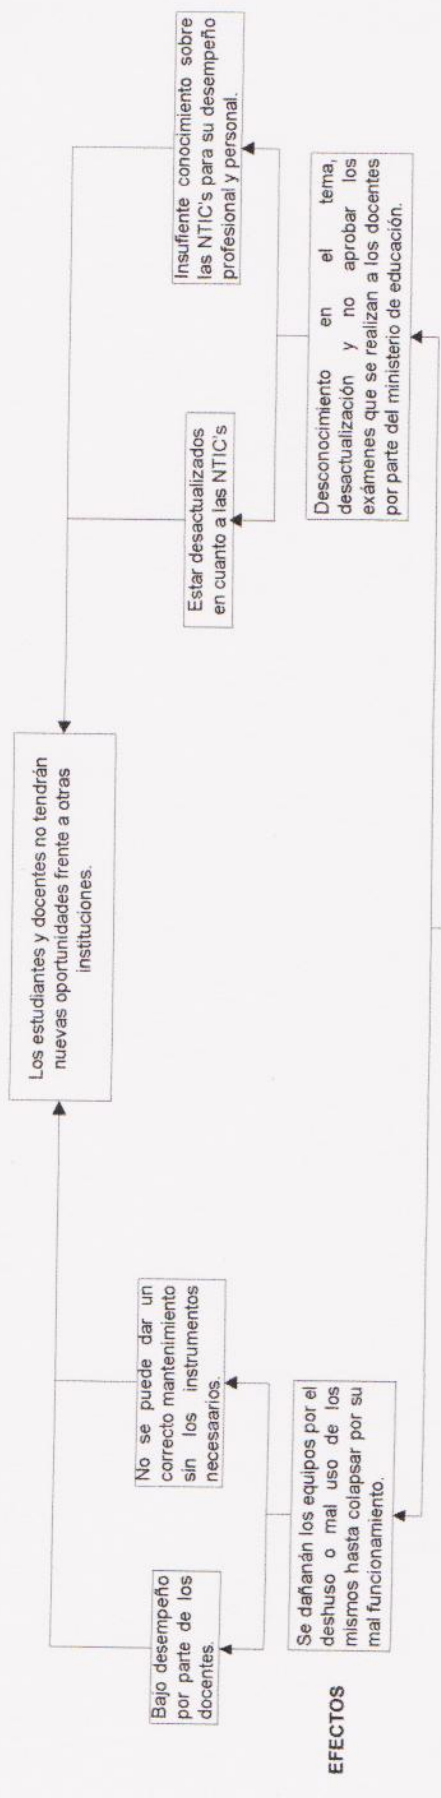 Los estudiantes y docentes no tendrán
nuevas oportunidades frente a otras
instituciones.
Bajo desempeño
por parte de los
docentes.
No se puede dar un
correcto mantenimiento
sin los instrumentos
necesaarios.
Estar desactualizados
en cuanto a las NTIC's
Insufiente conocimiento sobre
las NTIC's para su desempeño
profesional y personal.
EFECTOS
Se dañanán los equipos por el
deshuso o mal uso de los
mismos hasta colapsar por su
mal funcionamiento.
Desconocimiento en el tema,
desactualización y no aprobar los
exámenes que se realizan a los docentes
por parte del ministerio de educación.